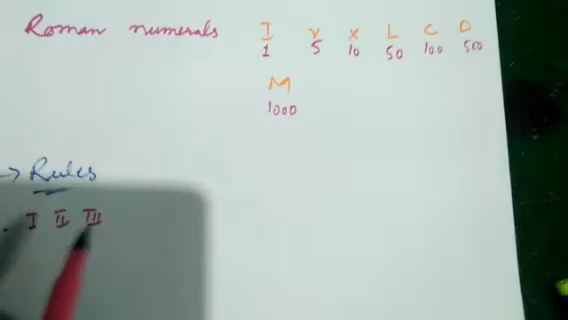 Roman numerals I V X L C D
1 5 10 50 100 500
M
1000
→ Rules
I II III